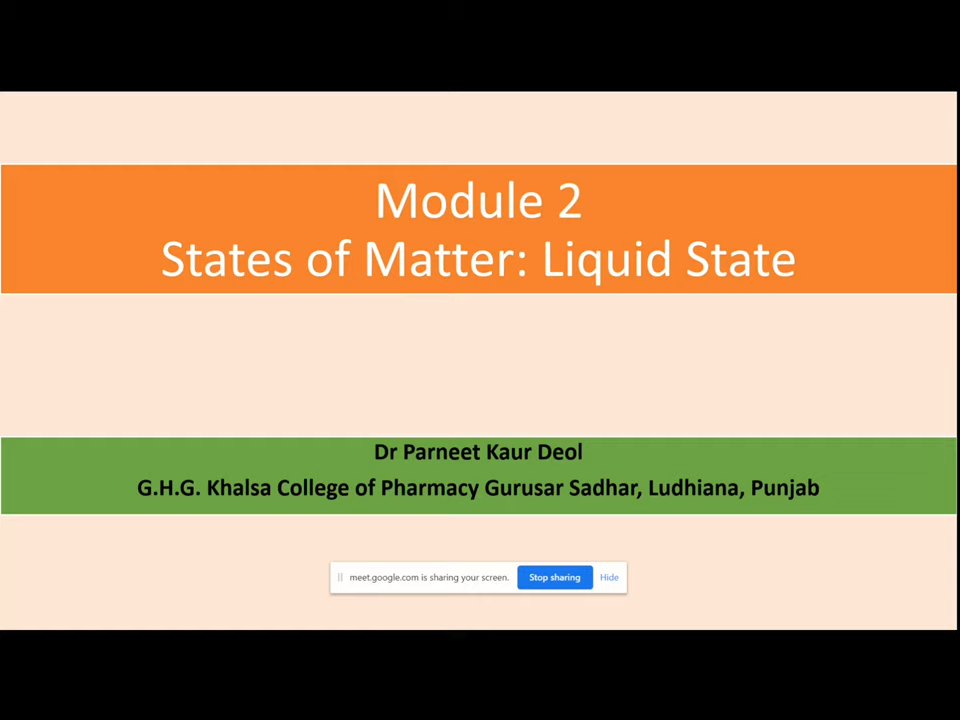 Module 2
States of Matter: Liquid State
Dr Parneet Kaur Deol
G.H.G. Khalsa College of Pharmacy Gurusar Sadhar, Ludhiana, Punjab
meet.google.com is sharing your screen. Stop sharing Hide